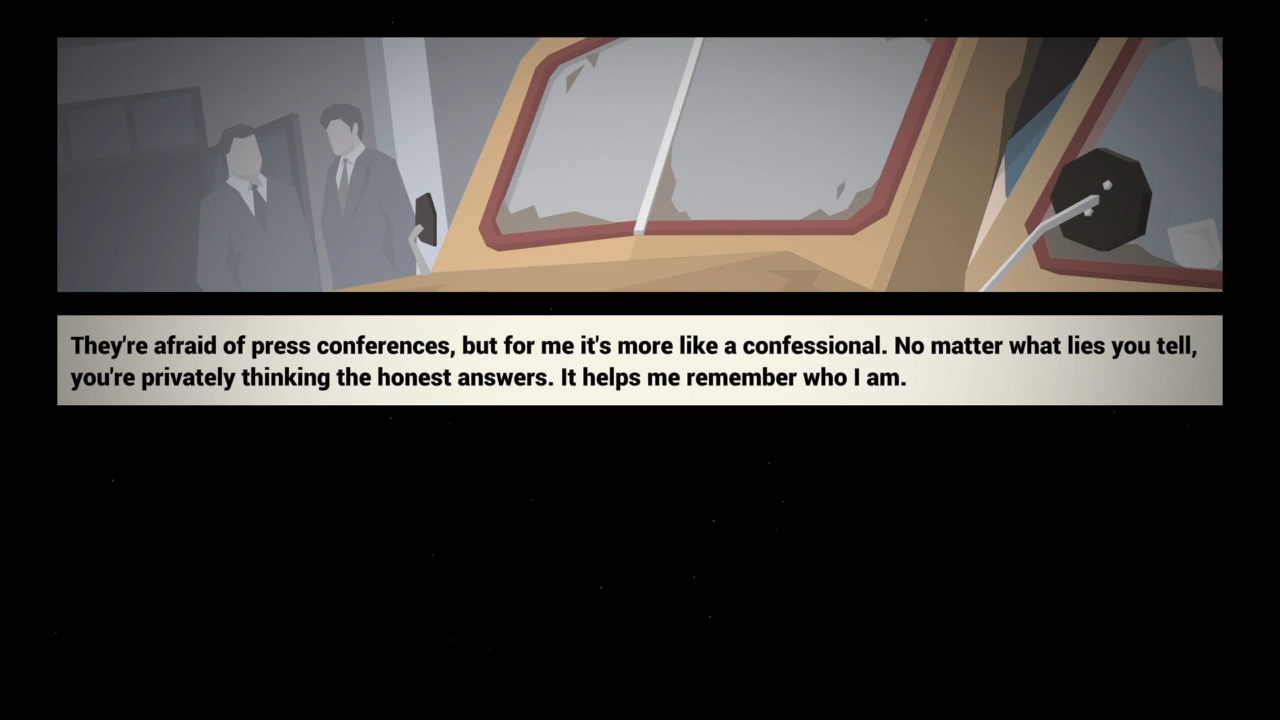 They're afraid of press conferences, but for me it's more like a confessional. No matter what lies you tell,
you're privately thinking the honest answers. It helps me remember who I am.